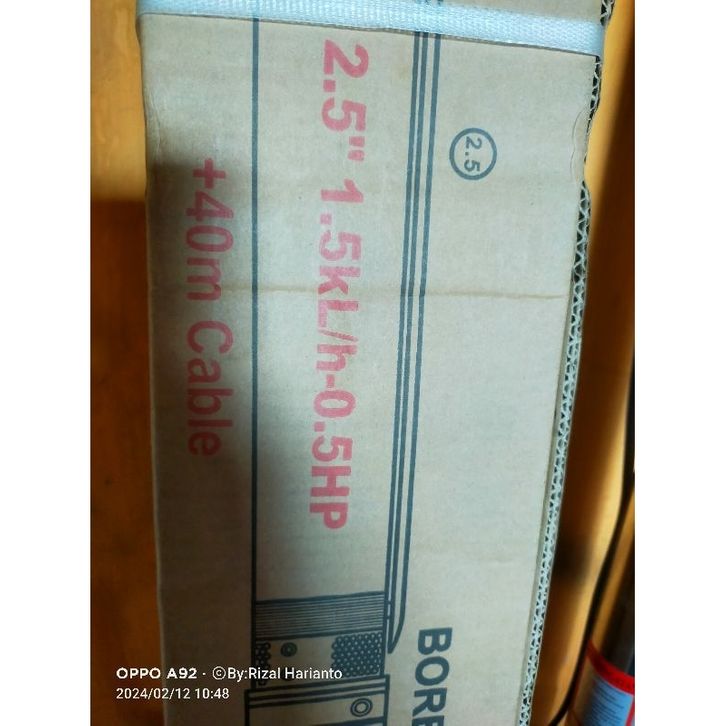 2.5" 1.5kL/h-0.5HP
+40m Cable
2.5
BORE
OPPO A92 · ©By:Rizal Harianto
2024/02/12 10:48